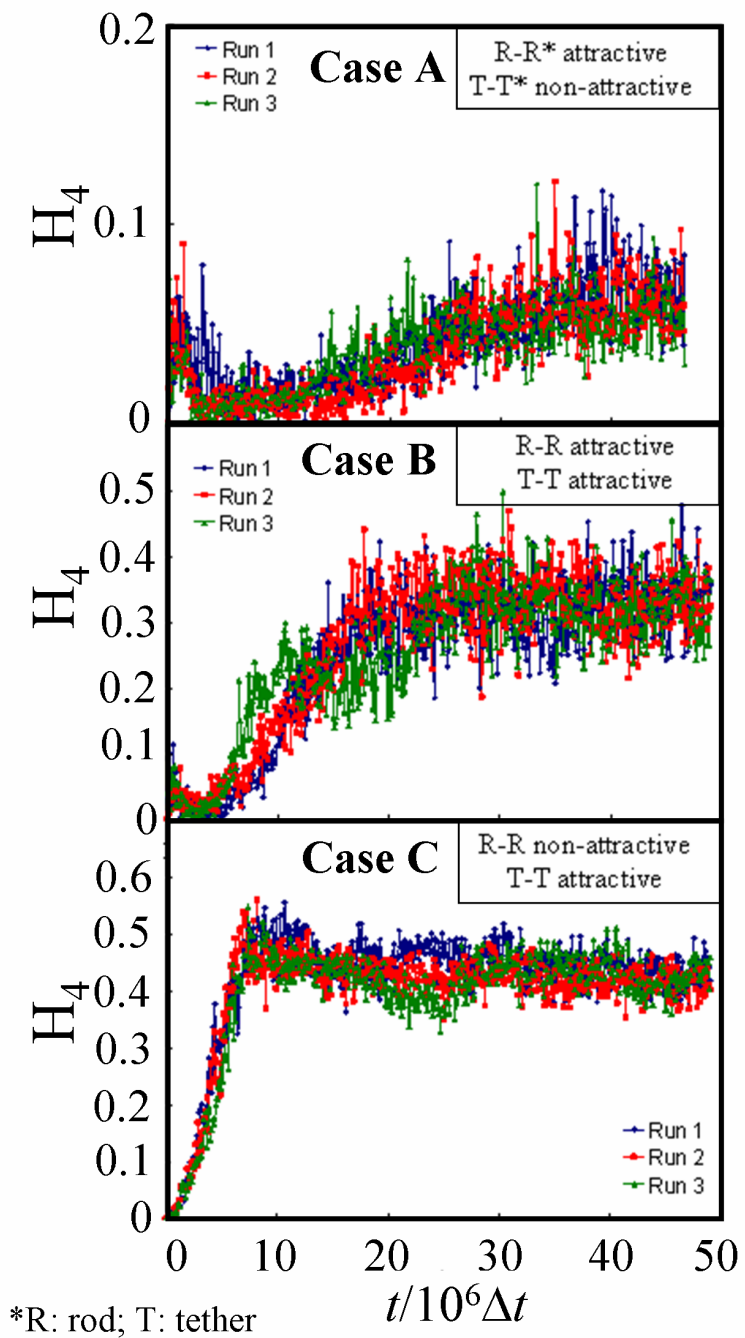 0.2
Run 1
Run 2
Run 3
Case A
R-R* attractive
T-T* non-attractive
H4
0.1
0
Run 1
Run 2
Run 3
Case B
R-R attractive
T-T attractive
0.5
0.4
H4
0.3
0.2
0.1
0
Case C
R-R non-attractive
T-T attractive
0.6
0.5
H4
0.4
0.3
0.2
0.1
0
Run 1
Run 2
Run 3
0 10 20 30 40 50
t/10⁶Δt
*R: rod; T: tether